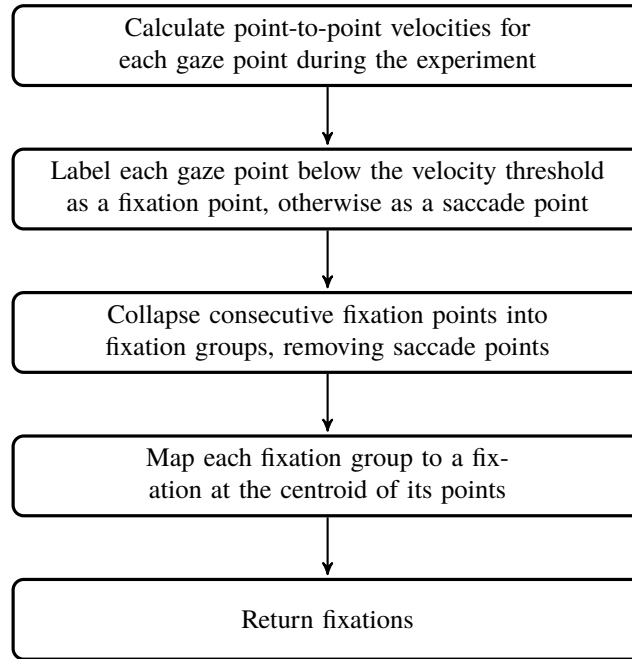 Calculate point-to-point velocities for
each gaze point during the experiment
Label each gaze point below the velocity threshold
as a fixation point, otherwise as a saccade point
Collapse consecutive fixation points into
fixation groups, removing saccade points
Map each fixation group to a fix-
ation at the centroid of its points
Return fixations